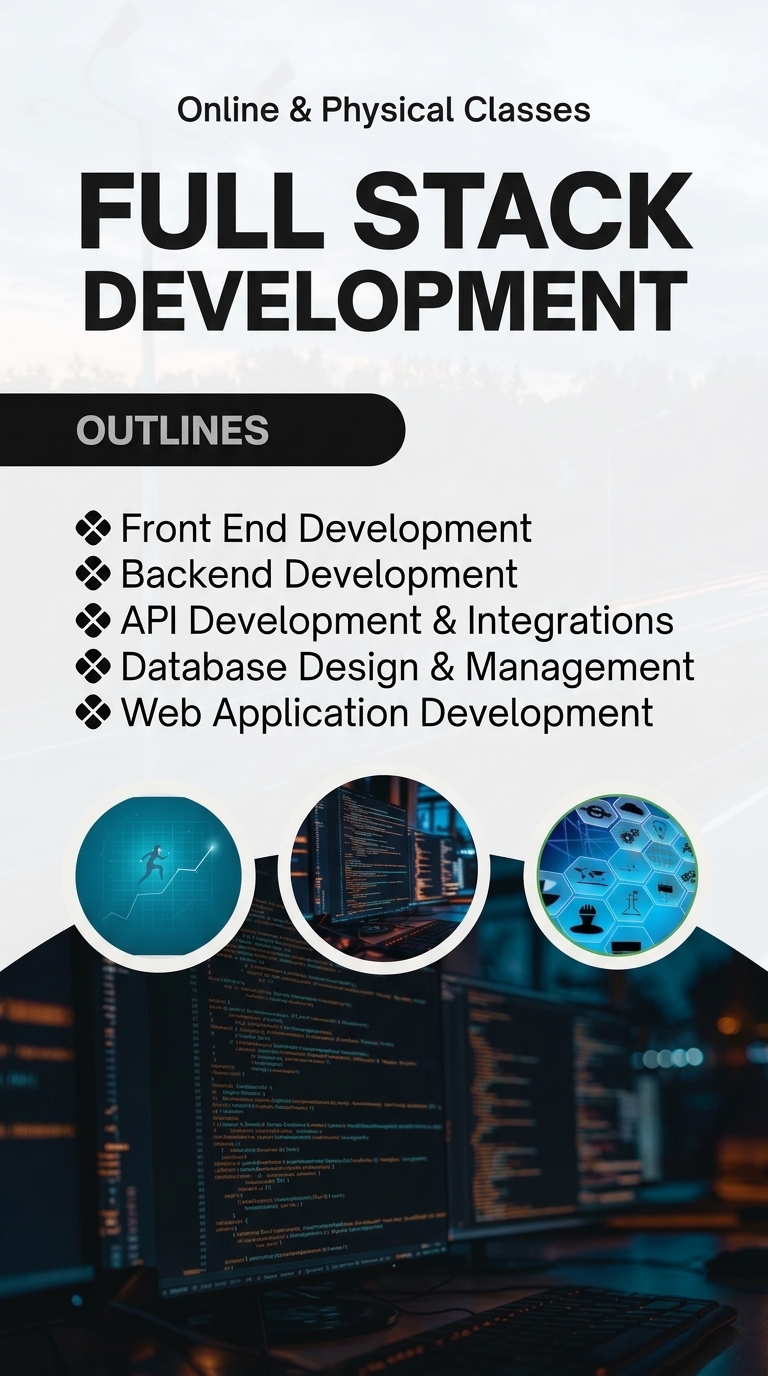 Online & Physical Classes
FULL STACK
DEVELOPMENT
OUTLINES
Front End Development
Backend Development
API Development & Integrations
Database Design & Management
Web Application Development